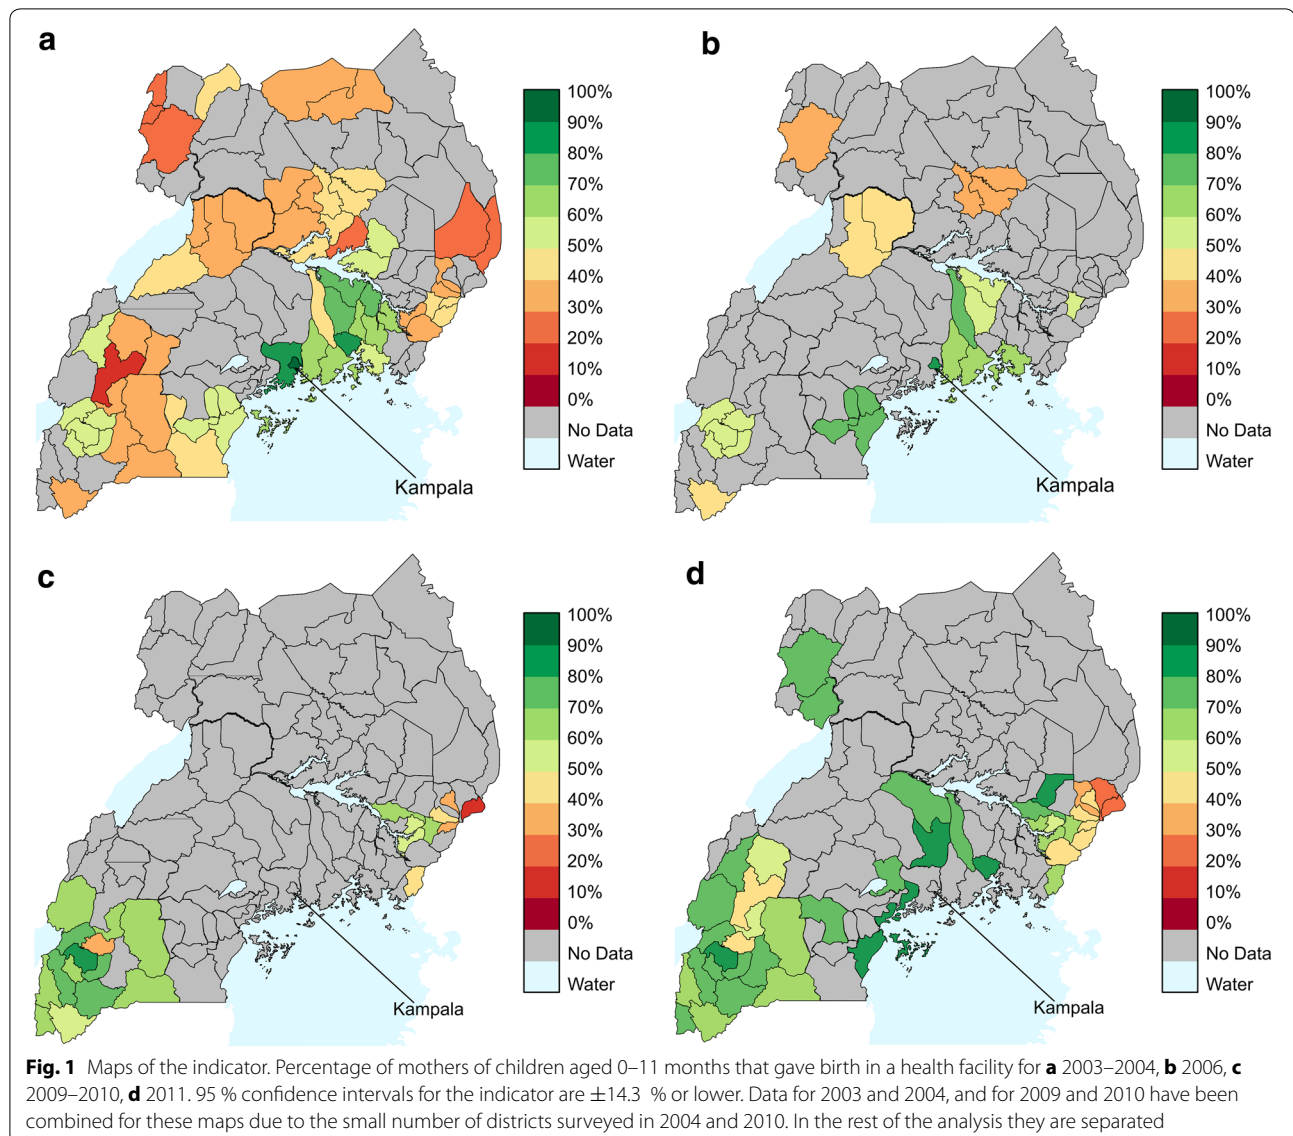 a
100%
90%
80%
70%
60%
50%
40%
30%
20%
10%
0%
No Data
Water
Kampala
b
100%
90%
80%
70%
60%
50%
40%
30%
20%
10%
0%
No Data
Water
Kampala
c
100%
90%
80%
70%
60%
50%
40%
30%
20%
10%
0%
No Data
Water
Kampala
d
100%
90%
80%
70%
60%
50%
40%
30%
20%
10%
0%
No Data
Water
Kampala
Fig. 1 Maps of the indicator. Percentage of mothers of children aged 0–11 months that gave birth in a health facility for a 2003–2004, b 2006, c
2009–2010, d 2011. 95 % confidence intervals for the indicator are ±14.3 % or lower. Data for 2003 and 2004, and for 2009 and 2010 have been
combined for these maps due to the small number of districts surveyed in 2004 and 2010. In the rest of the analysis they are separated